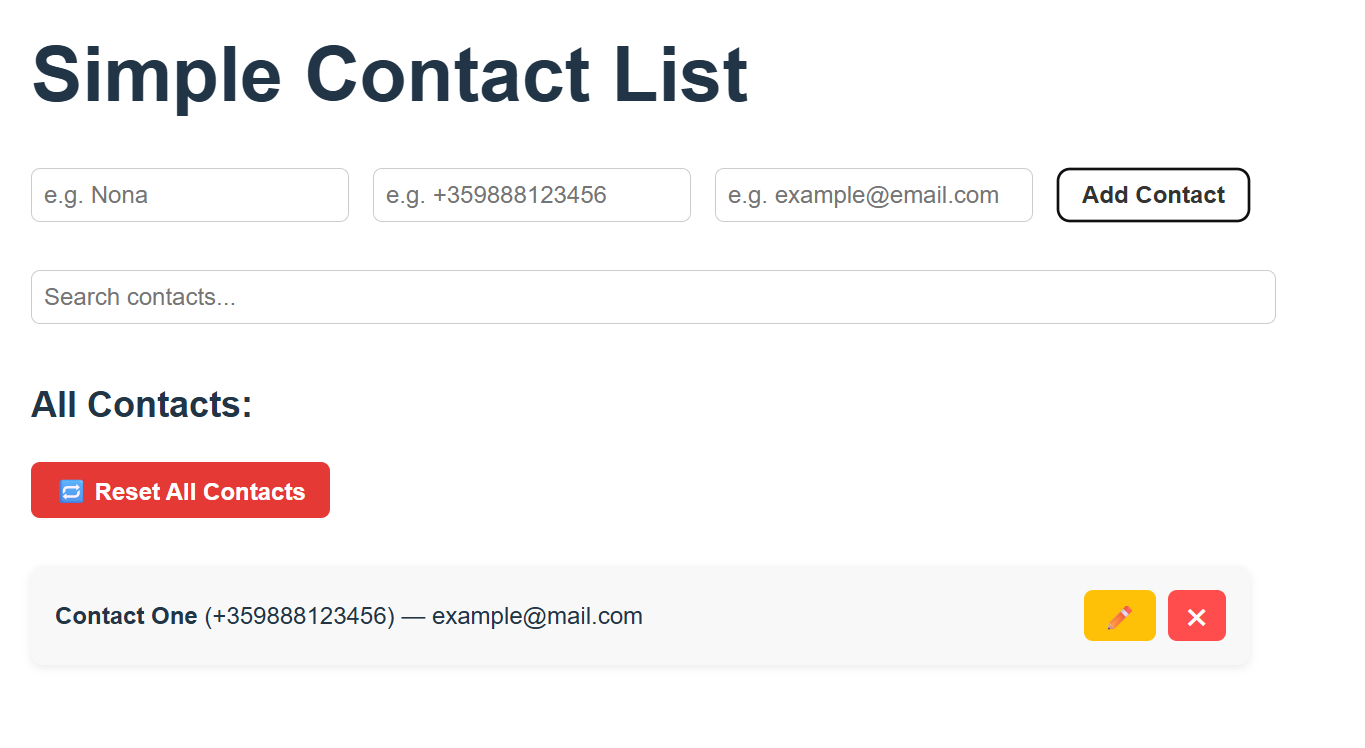 Simple Contact List
e.g. Nona e.g. +359888123456 e.g. example@email.com Add Contact
Search contacts...
All Contacts:
🔁 Reset All Contacts
Contact One (+359888123456) — example@mail.com ✏️ ✕